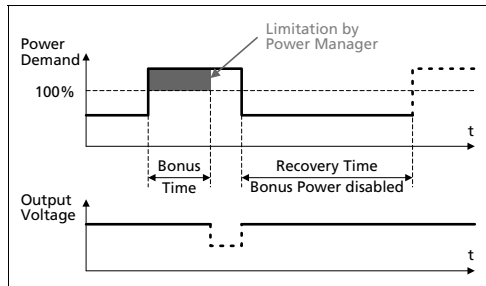 Power
Demand
Limitation by
Power Manager
100%
t
Bonus
Time
Recovery Time
Bonus Power disabled
Output
Voltage
t